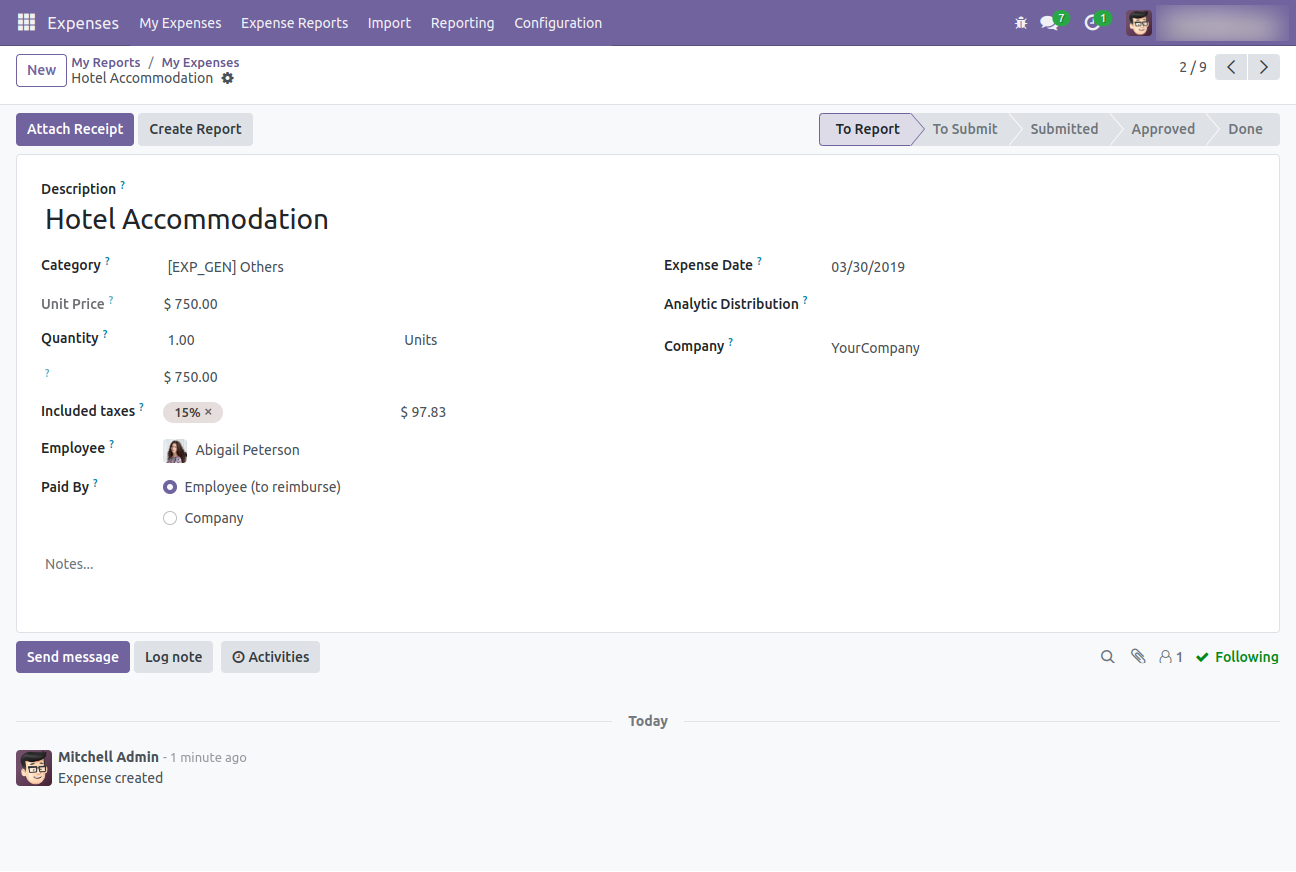 Expenses My Expenses Expense Reports Import Reporting Configuration 7 1
New My Reports / My Expenses
Hotel Accommodation
2 / 9
Attach Receipt Create Report To Report To Submit Submitted Approved Done
Description ?
Hotel Accommodation
Category ? [EXP_GEN] Others Expense Date ? 03/30/2019
Unit Price ? $ 750.00 Analytic Distribution ?
Quantity ? 1.00 Units Company ? YourCompany
? $ 750.00
Included taxes ? 15% × $ 97.83
Employee ? Abigail Peterson
Paid By ? Employee (to reimburse)
Company
Notes...
Send message Log note Activities 1 Following
Today
Mitchell Admin - 1 minute ago
Expense created